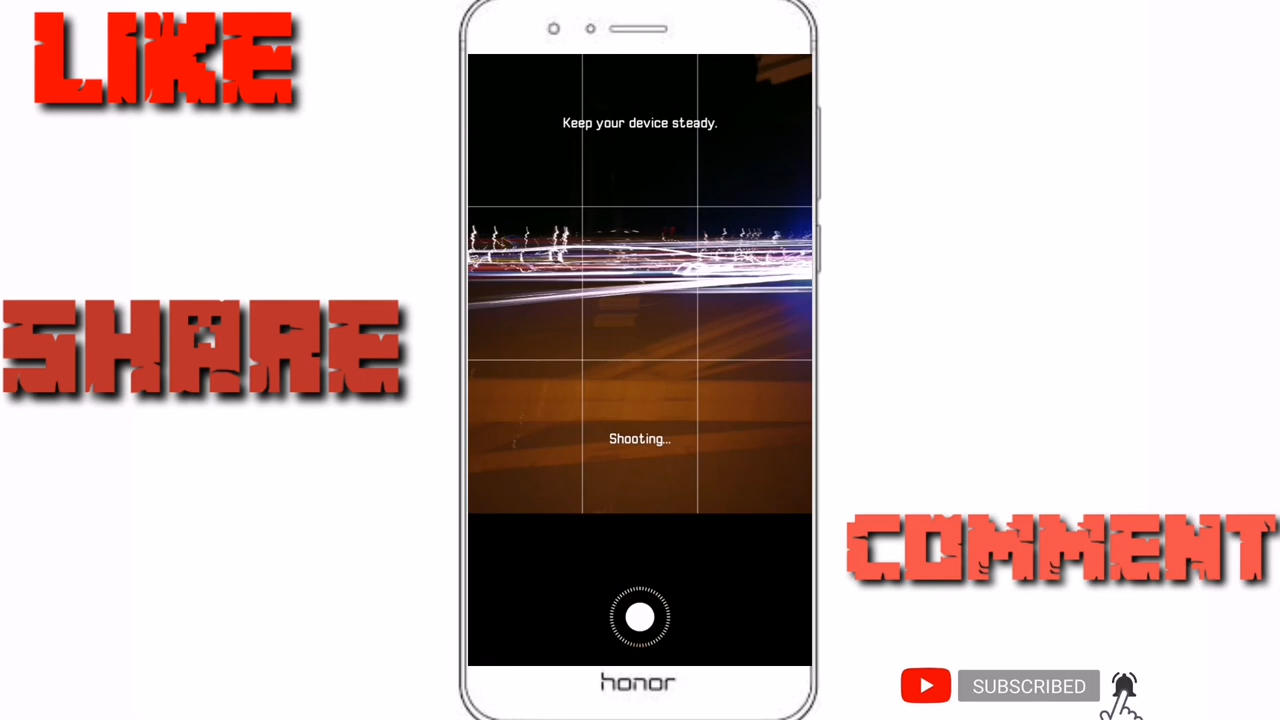 LIKE
Keep your device steady.
SHARE
Shooting...
COMMENT
honor
SUBSCRIBED